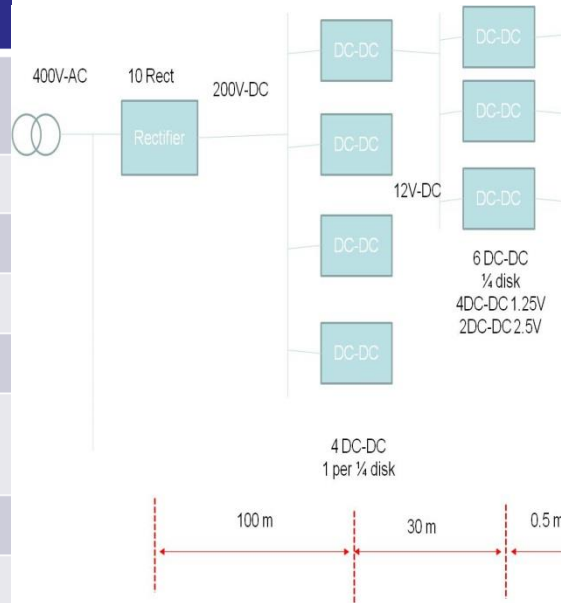 400V-AC
10 Rect
200V-DC
Rectifier
DC-DC
DC-DC
DC-DC
DC-DC
12V-DC
DC-DC
DC-DC
DC-DC
6 DC-DC
¼ disk
4DC-DC 1.25V
2DC-DC 2.5V
4 DC-DC
1 per ¼ disk
100 m
30 m
0.5 m